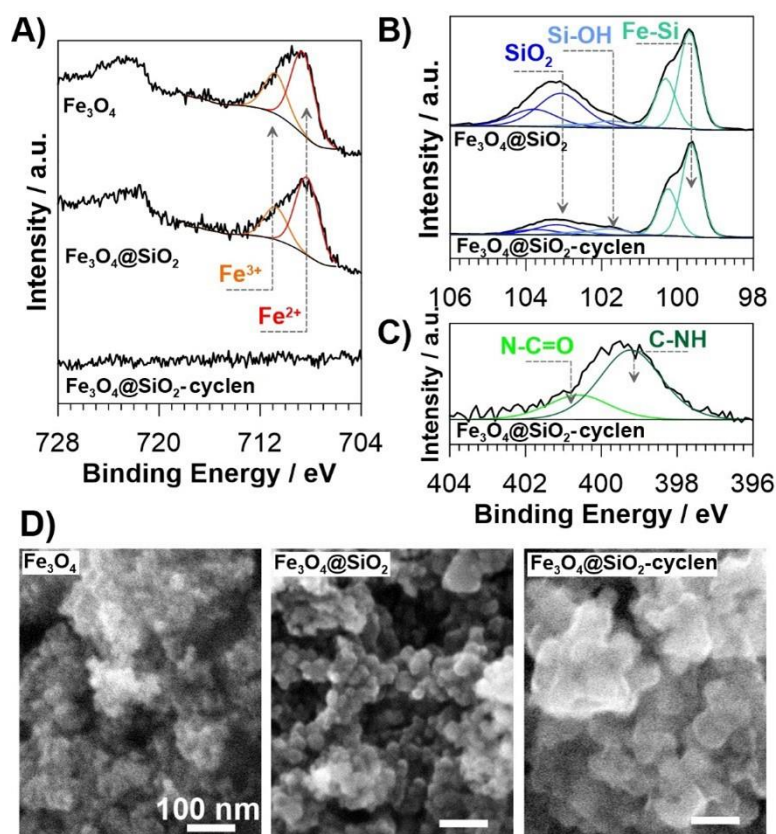 A)
Fe₃O₄
Fe₃O₄@SiO₂
Fe³⁺
Fe²⁺
Fe₃O₄@SiO₂-cyclen
728 720 712 704
Binding Energy / eV
Intensity / a.u.
B)
Si-OH Fe-Si
SiO₂
Fe₃O₄@SiO₂
Fe₃O₄@SiO₂-cyclen
106 104 102 100 98
Intensity / a.u.
C)
N-C=O C-NH
Fe₃O₄@SiO₂-cyclen
404 402 400 398 396
Binding Energy / eV
Intensity / a.u.
D)
Fe₃O₄ Fe₃O₄@SiO₂ Fe₃O₄@SiO₂-cyclen
100 nm